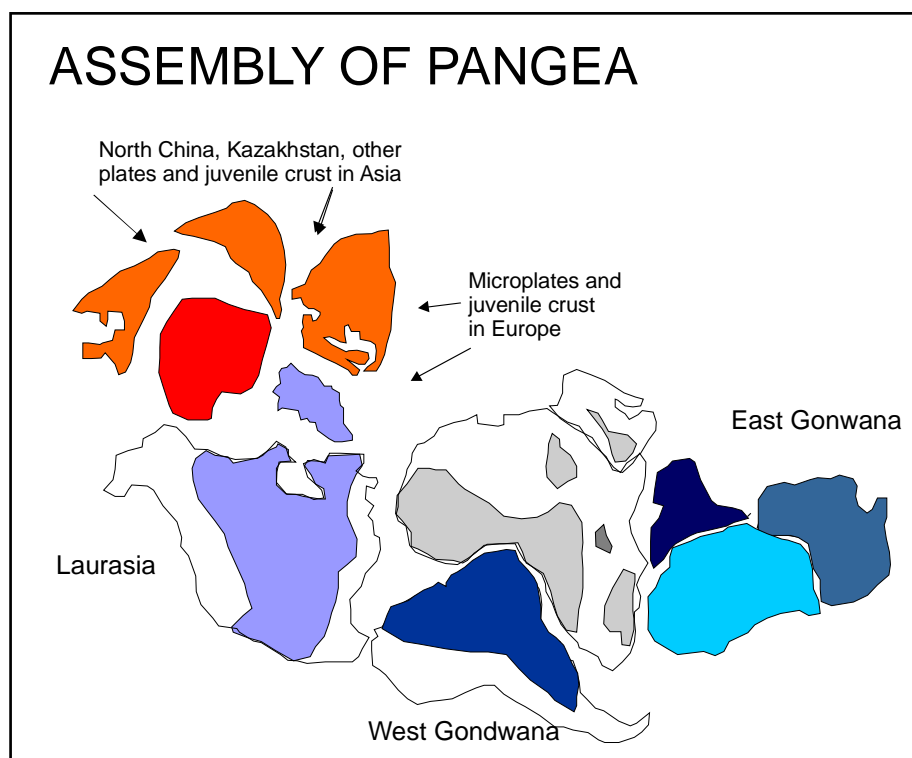 ASSEMBLY OF PANGEA
North China, Kazakhstan, other
plates and juvenile crust in Asia
Microplates and
juvenile crust
in Europe
East Gonwana
Laurasia
West Gondwana